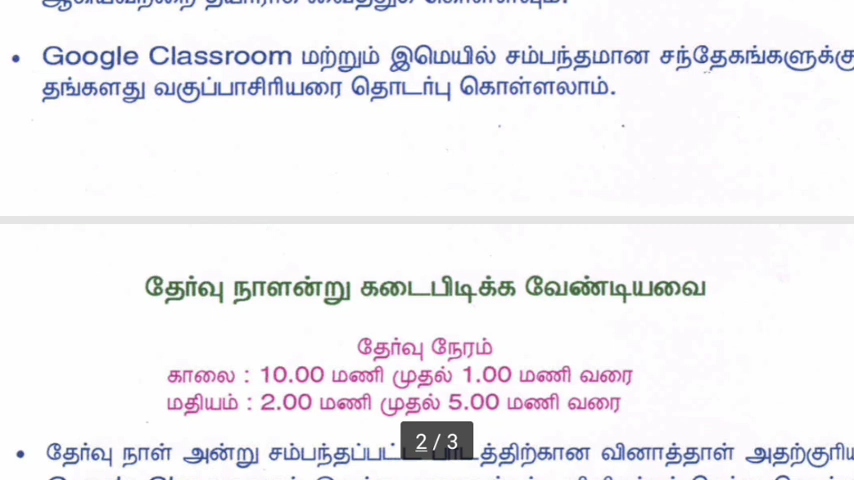 • Google Classroom மற்றும் இமெயில் சம்பந்தமான சந்தேகங்களுக்கு
தங்களது வகுப்பாசிரியரை தொடர்பு கொள்ளலாம்.
தேர்வு நாளன்று கடைபிடிக்க வேண்டியவை
தேர்வு நேரம்
காலை : 10.00 மணி முதல் 1.00 மணி வரை
மதியம் : 2.00 மணி முதல் 5.00 மணி வரை
• தேர்வு நாள் அன்று சம்பந்தப்பட்ட பாடத்திற்கான வினாத்தாள் அதற்குரிய
2 / 3